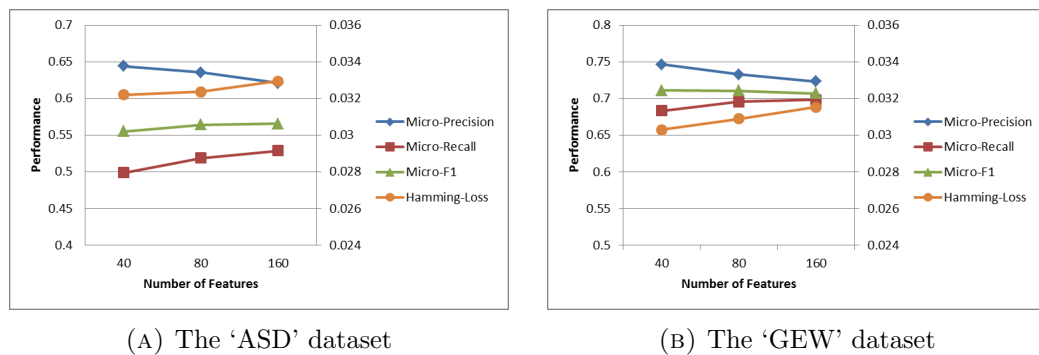 0.7
0.65
0.6
0.55
0.5
0.45
0.4
Performance
0.036
0.034
0.032
0.03
0.028
0.026
0.024
40 80 160
Number of Features
Micro-Precision
Micro-Recall
Micro-F1
Hamming-Loss
(A) The ‘ASD’ dataset
0.8
0.75
0.7
0.65
0.6
0.55
0.5
Performance
0.036
0.034
0.032
0.03
0.028
0.026
0.024
40 80 160
Number of Features
Micro-Precision
Micro-Recall
Micro-F1
Hamming-Loss
(B) The ‘GEW’ dataset